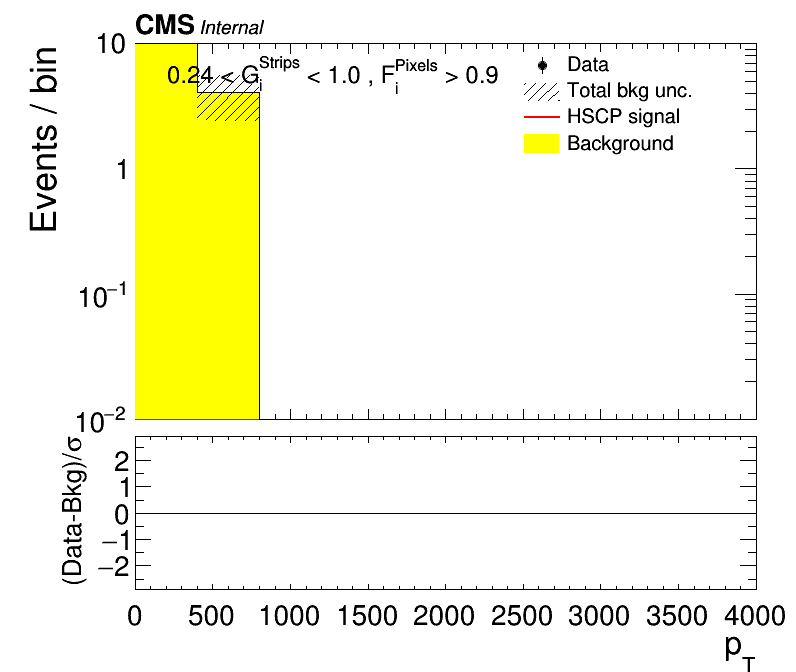 CMS Internal
0.24 < G_i^Strips < 1.0 , F_i^Pixels > 0.9
Data
Total bkg unc.
HSCP signal
Background
Events / bin
10
1
10^−1
10^−2
(Data-Bkg)/σ
2
1
0
−1
−2
0 500 1000 1500 2000 2500 3000 3500 4000
p_T